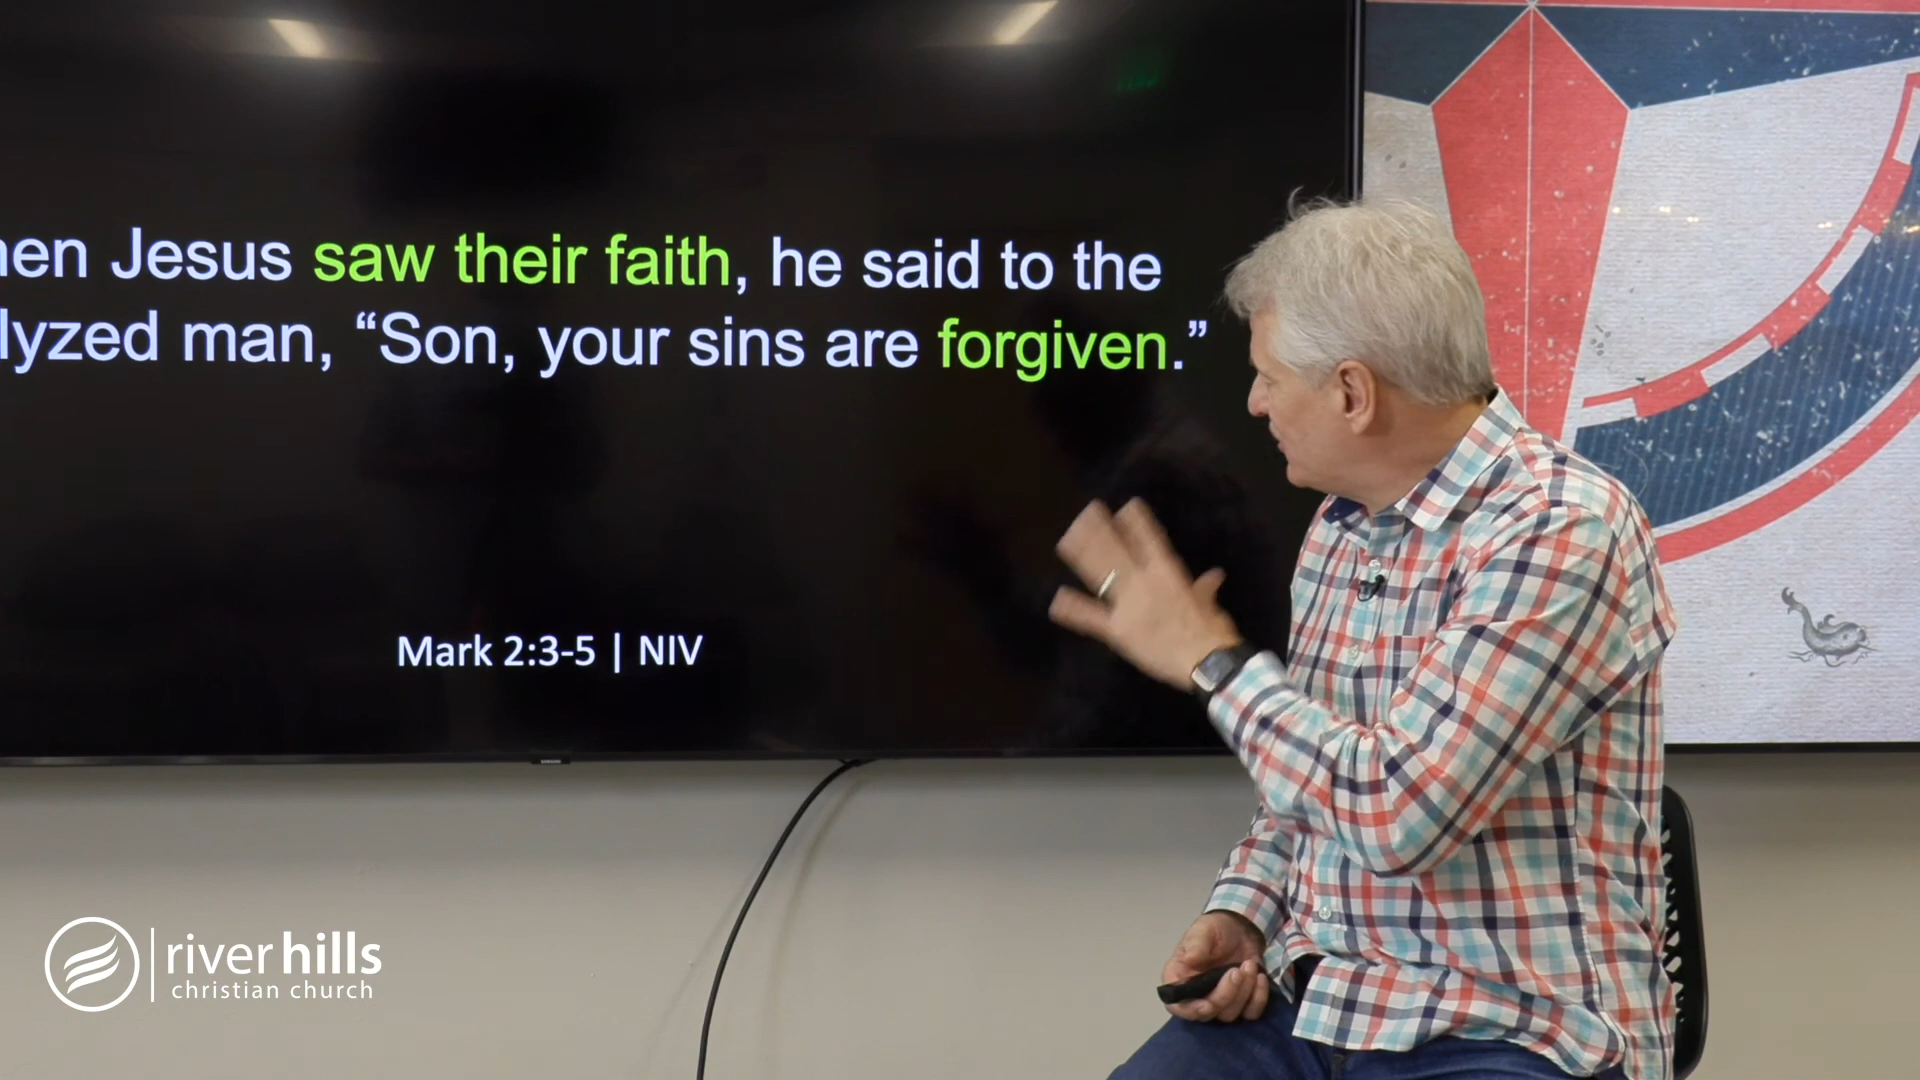 hen Jesus saw their faith, he said to the
lyzed man, “Son, your sins are forgiven.”
Mark 2:3-5 | NIV
SAMSUNG
river hills
christian church